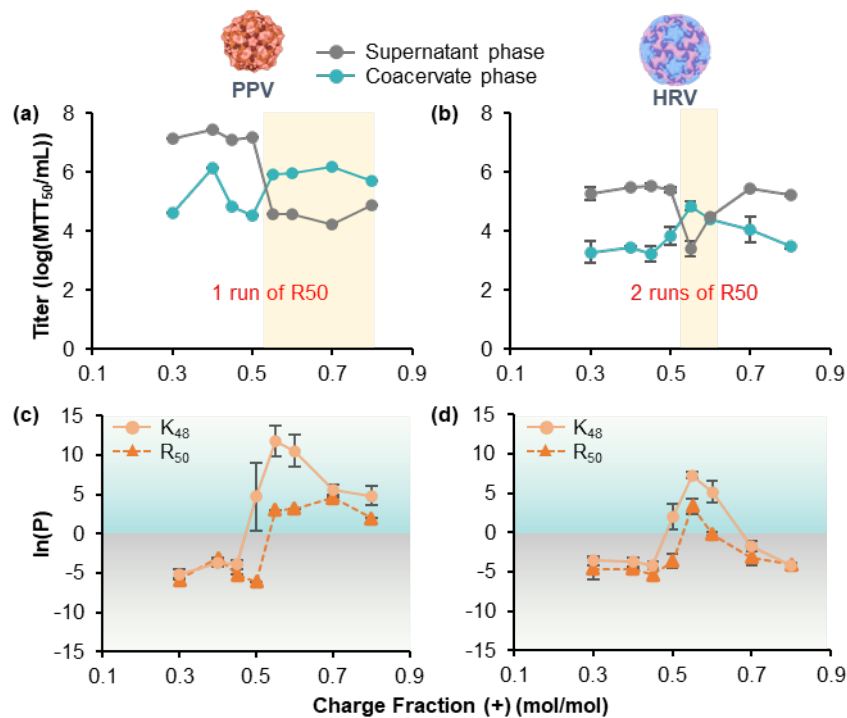 PPV
Supernatant phase
Coacervate phase
HRV
(a)
8
6
4
2
0
0.1
0.3
0.5
0.7
0.9
1 run of R50
Titer (log(MTT50/mL))
(b)
8
6
4
2
0
0.1
0.3
0.5
0.7
0.9
2 runs of R50
(c)
15
10
5
0
-5
-10
-15
0.1
0.3
0.5
0.7
0.9
K48
R50
ln(P)
(d)
15
10
5
0
-5
-10
-15
0.1
0.3
0.5
0.7
0.9
K48
R50
Charge Fraction (+) (mol/mol)